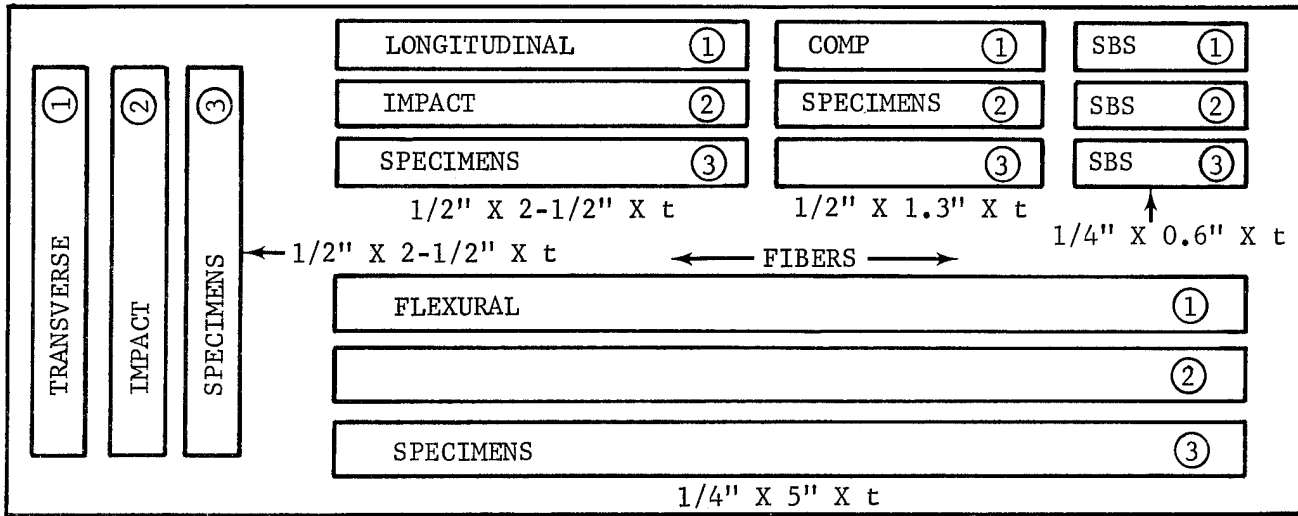 TRANSVERSE ①
IMPACT ②
SPECIMENS ③
1/2" X 2-1/2" X t
LONGITUDINAL ①
IMPACT ②
SPECIMENS ③
1/2" X 2-1/2" X t
COMP ①
SPECIMENS ②
③
1/2" X 1.3" X t
SBS ①
SBS ②
SBS ③
1/4" X 0.6" X t
FIBERS
FLEXURAL ①
②
SPECIMENS ③
1/4" X 5" X t